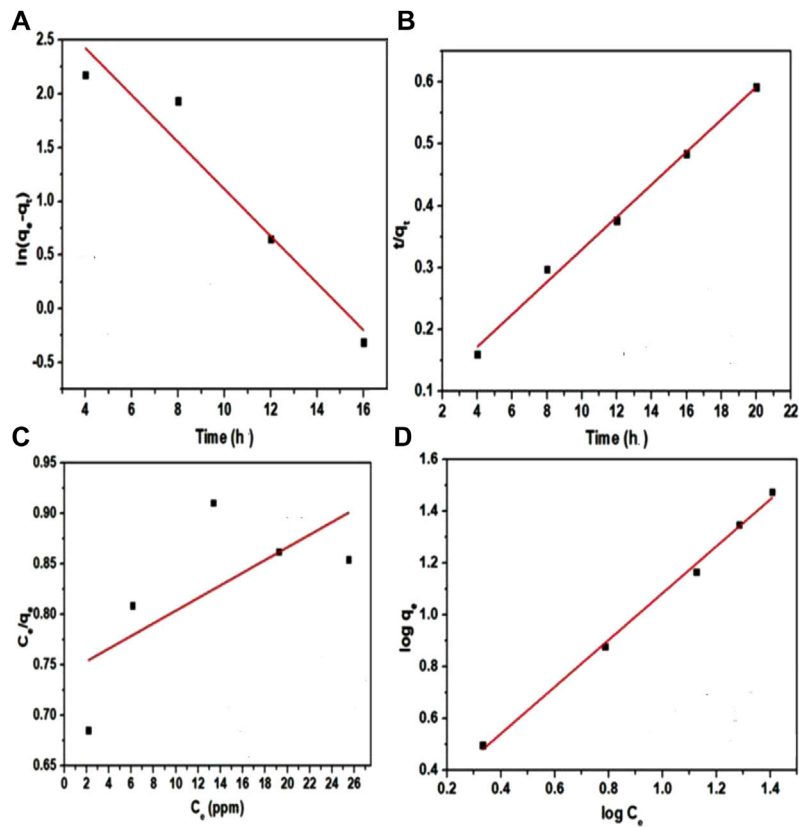 A
2.5
2.0
1.5
1.0
0.5
0.0
-0.5
ln(qe-qt)
4 6 8 10 12 14 16
Time (h )
B
0.6
0.5
0.4
0.3
0.2
0.1
t/qt
2 4 6 8 10 12 14 16 18 20 22
Time (h.)
C
0.95
0.90
0.85
0.80
0.75
0.70
0.65
Ce/qe
0 2 4 6 8 10 12 14 16 18 20 22 24 26
Ce (ppm)
D
1.6
1.4
1.2
1.0
0.8
0.6
0.4
log qe
0.2 0.4 0.6 0.8 1.0 1.2 1.4
log Ce